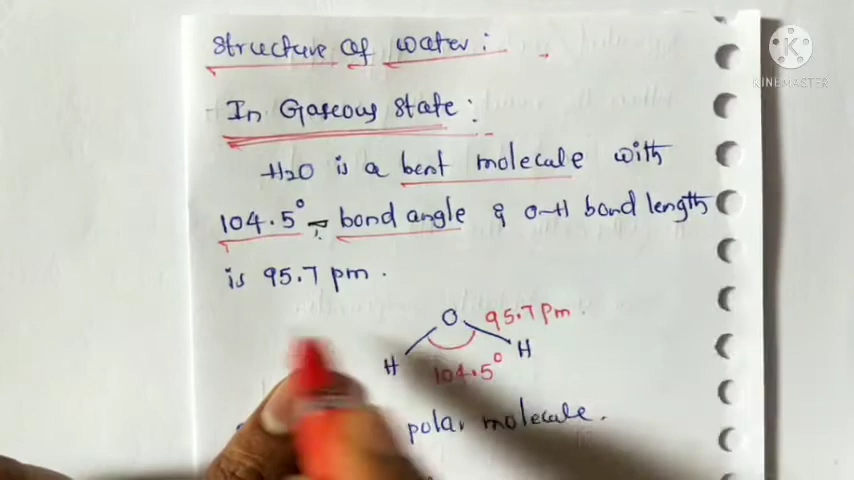 Structure of water :
In Gaseous State :
H2O is a bent molecule with
104.5° - bond angle & O-H bond length
is 95.7 pm.
O 95.7 pm
H 104.5° H
polar molecule.
K
KINEMASTER